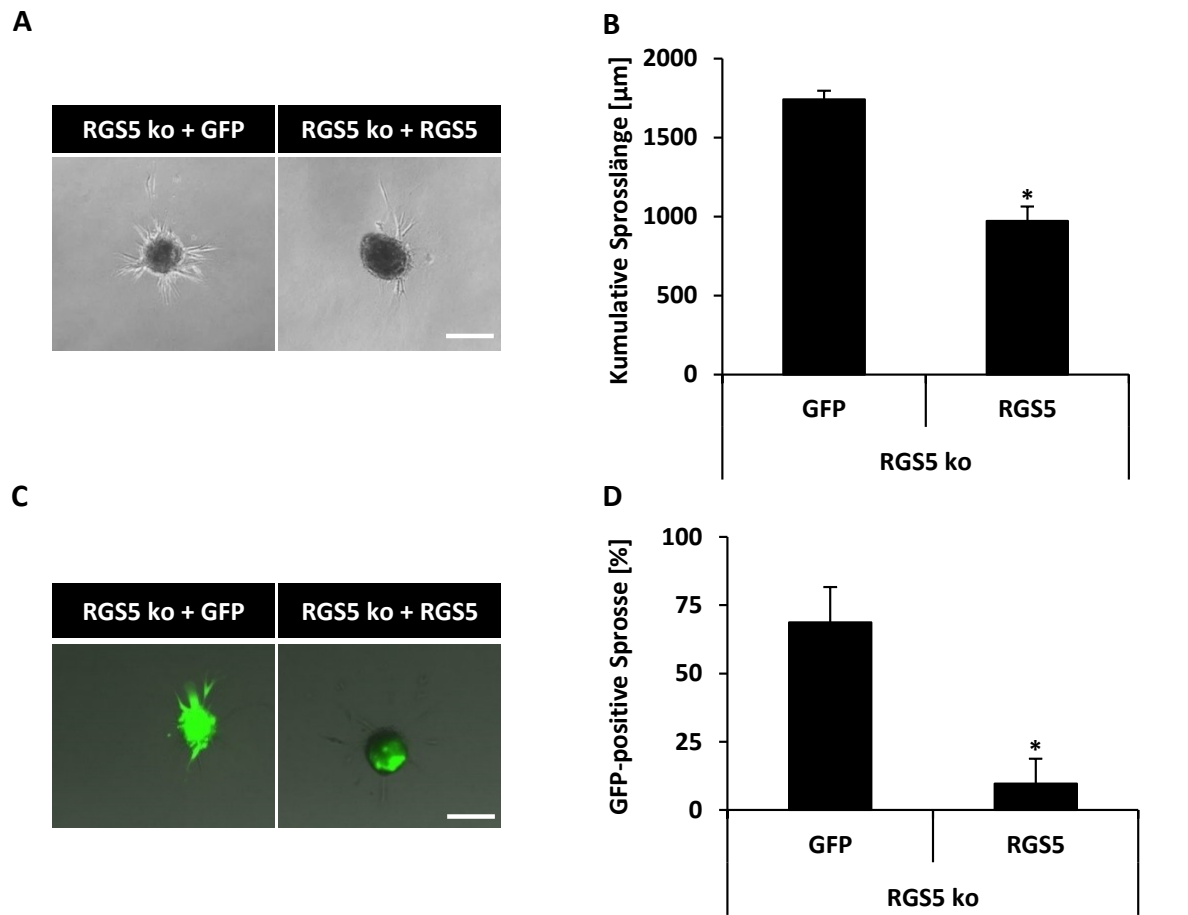 A
RGS5 ko + GFP
RGS5 ko + RGS5
B
Kumulative Sprosslänge [µm]
2000
1500
1000
500
0
*
GFP
RGS5
RGS5 ko
C
RGS5 ko + GFP
RGS5 ko + RGS5
D
GFP-positive Sprosse [%]
100
75
50
25
0
*
GFP
RGS5
RGS5 ko